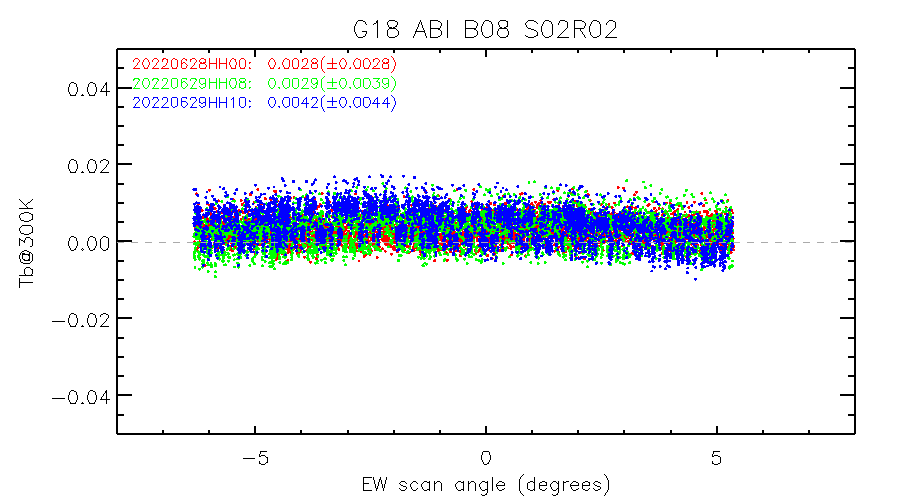 G18 ABI B08 S02R02
20220628HH00: 0.0028(±0.0028)
20220629HH08: 0.0029(±0.0039)
20220629HH10: 0.0042(±0.0044)
0.04
0.02
0.00
−0.02
−0.04
Tb@300K
−5 0 5
EW scan angle (degrees)